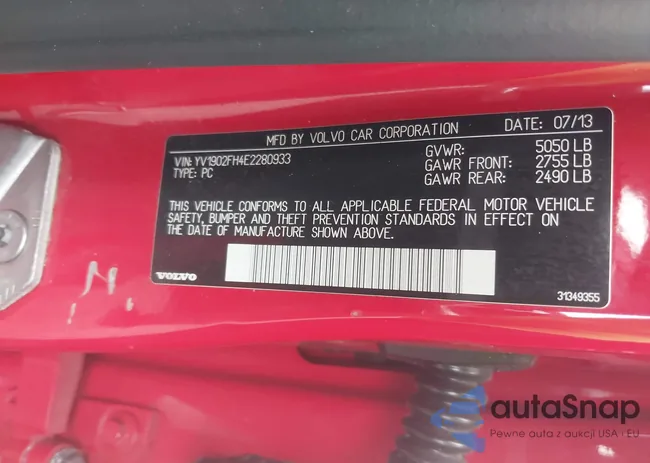 MFD BY VOLVO CAR CORPORATION DATE: 07/13
VIN: YV1902FH4E2280933 GVWR: 5050 LB
TYPE: PC GAWR FRONT: 2755 LB
GAWR REAR: 2490 LB
THIS VEHICLE CONFORMS TO ALL APPLICABLE FEDERAL MOTOR VEHICLE
SAFETY, BUMPER AND THEFT PREVENTION STANDARDS IN EFFECT ON
THE DATE OF MANUFACTURE SHOWN ABOVE.
VOLVO 31349355
autaSnap
Pewne auta z aukcji USA i EU